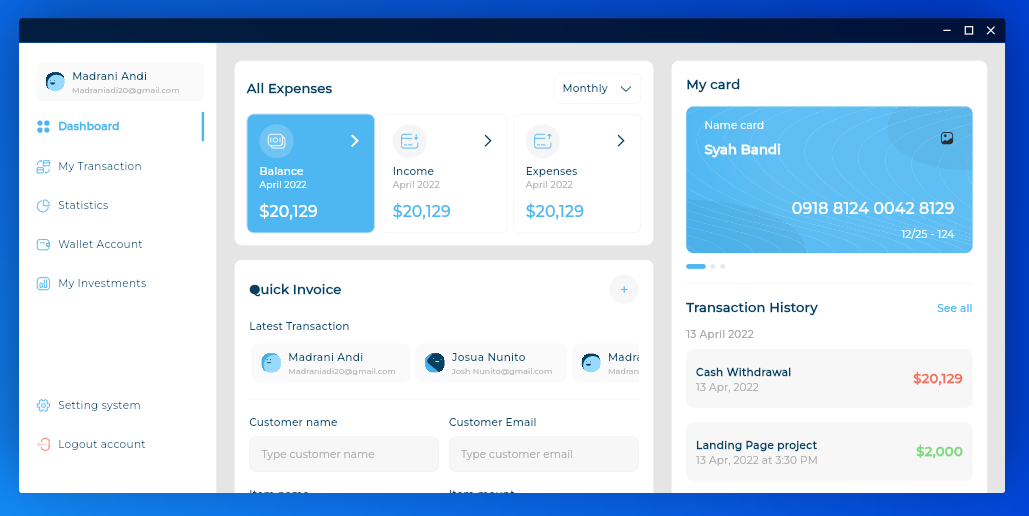 Madrani Andi
Madraniadi20@gmail.com
Dashboard
My Transaction
Statistics
Wallet Account
My Investments
Setting system
Logout account
All Expenses
Monthly
Balance
April 2022
$20,129
Income
April 2022
$20,129
Expenses
April 2022
$20,129
Quick Invoice
+
Latest Transaction
Madrani Andi
Madraniadi20@gmail.com
Josua Nunito
Josh Nunito@gmail.com
Madra
Madran
Customer name
Customer Email
Type customer name
Type customer email
Item name
Item mount
My card
Name card
Syah Bandi
0918 8124 0042 8129
12/25 - 124
Transaction History
See all
13 April 2022
Cash Withdrawal
13 Apr, 2022
$20,129
Landing Page project
13 Apr, 2022 at 3:30 PM
$2,000